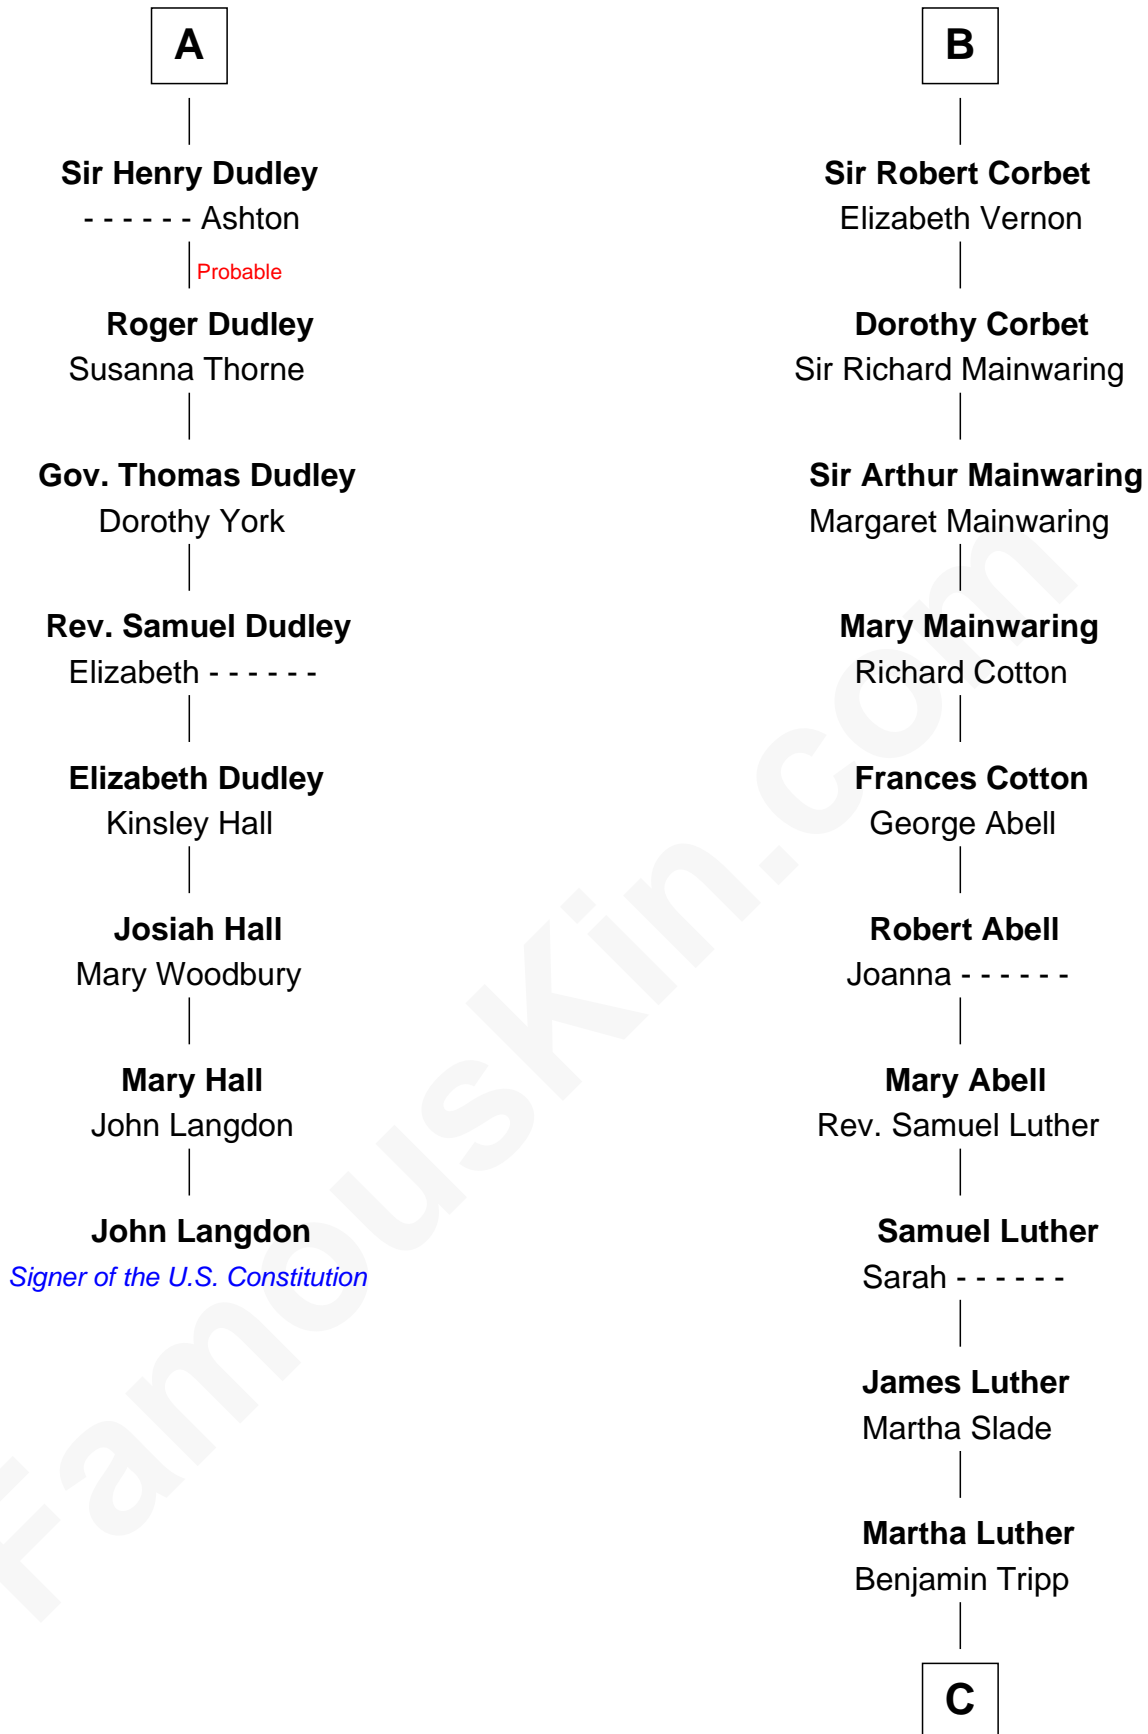 A
Sir Henry Dudley
- - - - - - Ashton
Probable
Roger Dudley
Susanna Thorne
Gov. Thomas Dudley
Dorothy York
Rev. Samuel Dudley
Elizabeth - - - - - -
Elizabeth Dudley
Kinsley Hall
Josiah Hall
Mary Woodbury
Mary Hall
John Langdon
John Langdon
Signer of the U.S. Constitution
B
Sir Robert Corbet
Elizabeth Vernon
Dorothy Corbet
Sir Richard Mainwaring
Sir Arthur Mainwaring
Margaret Mainwaring
Mary Mainwaring
Richard Cotton
Frances Cotton
George Abell
Robert Abell
Joanna - - - - - -
Mary Abell
Rev. Samuel Luther
Samuel Luther
Sarah - - - - - -
James Luther
Martha Slade
Martha Luther
Benjamin Tripp
C
FamousKin.com